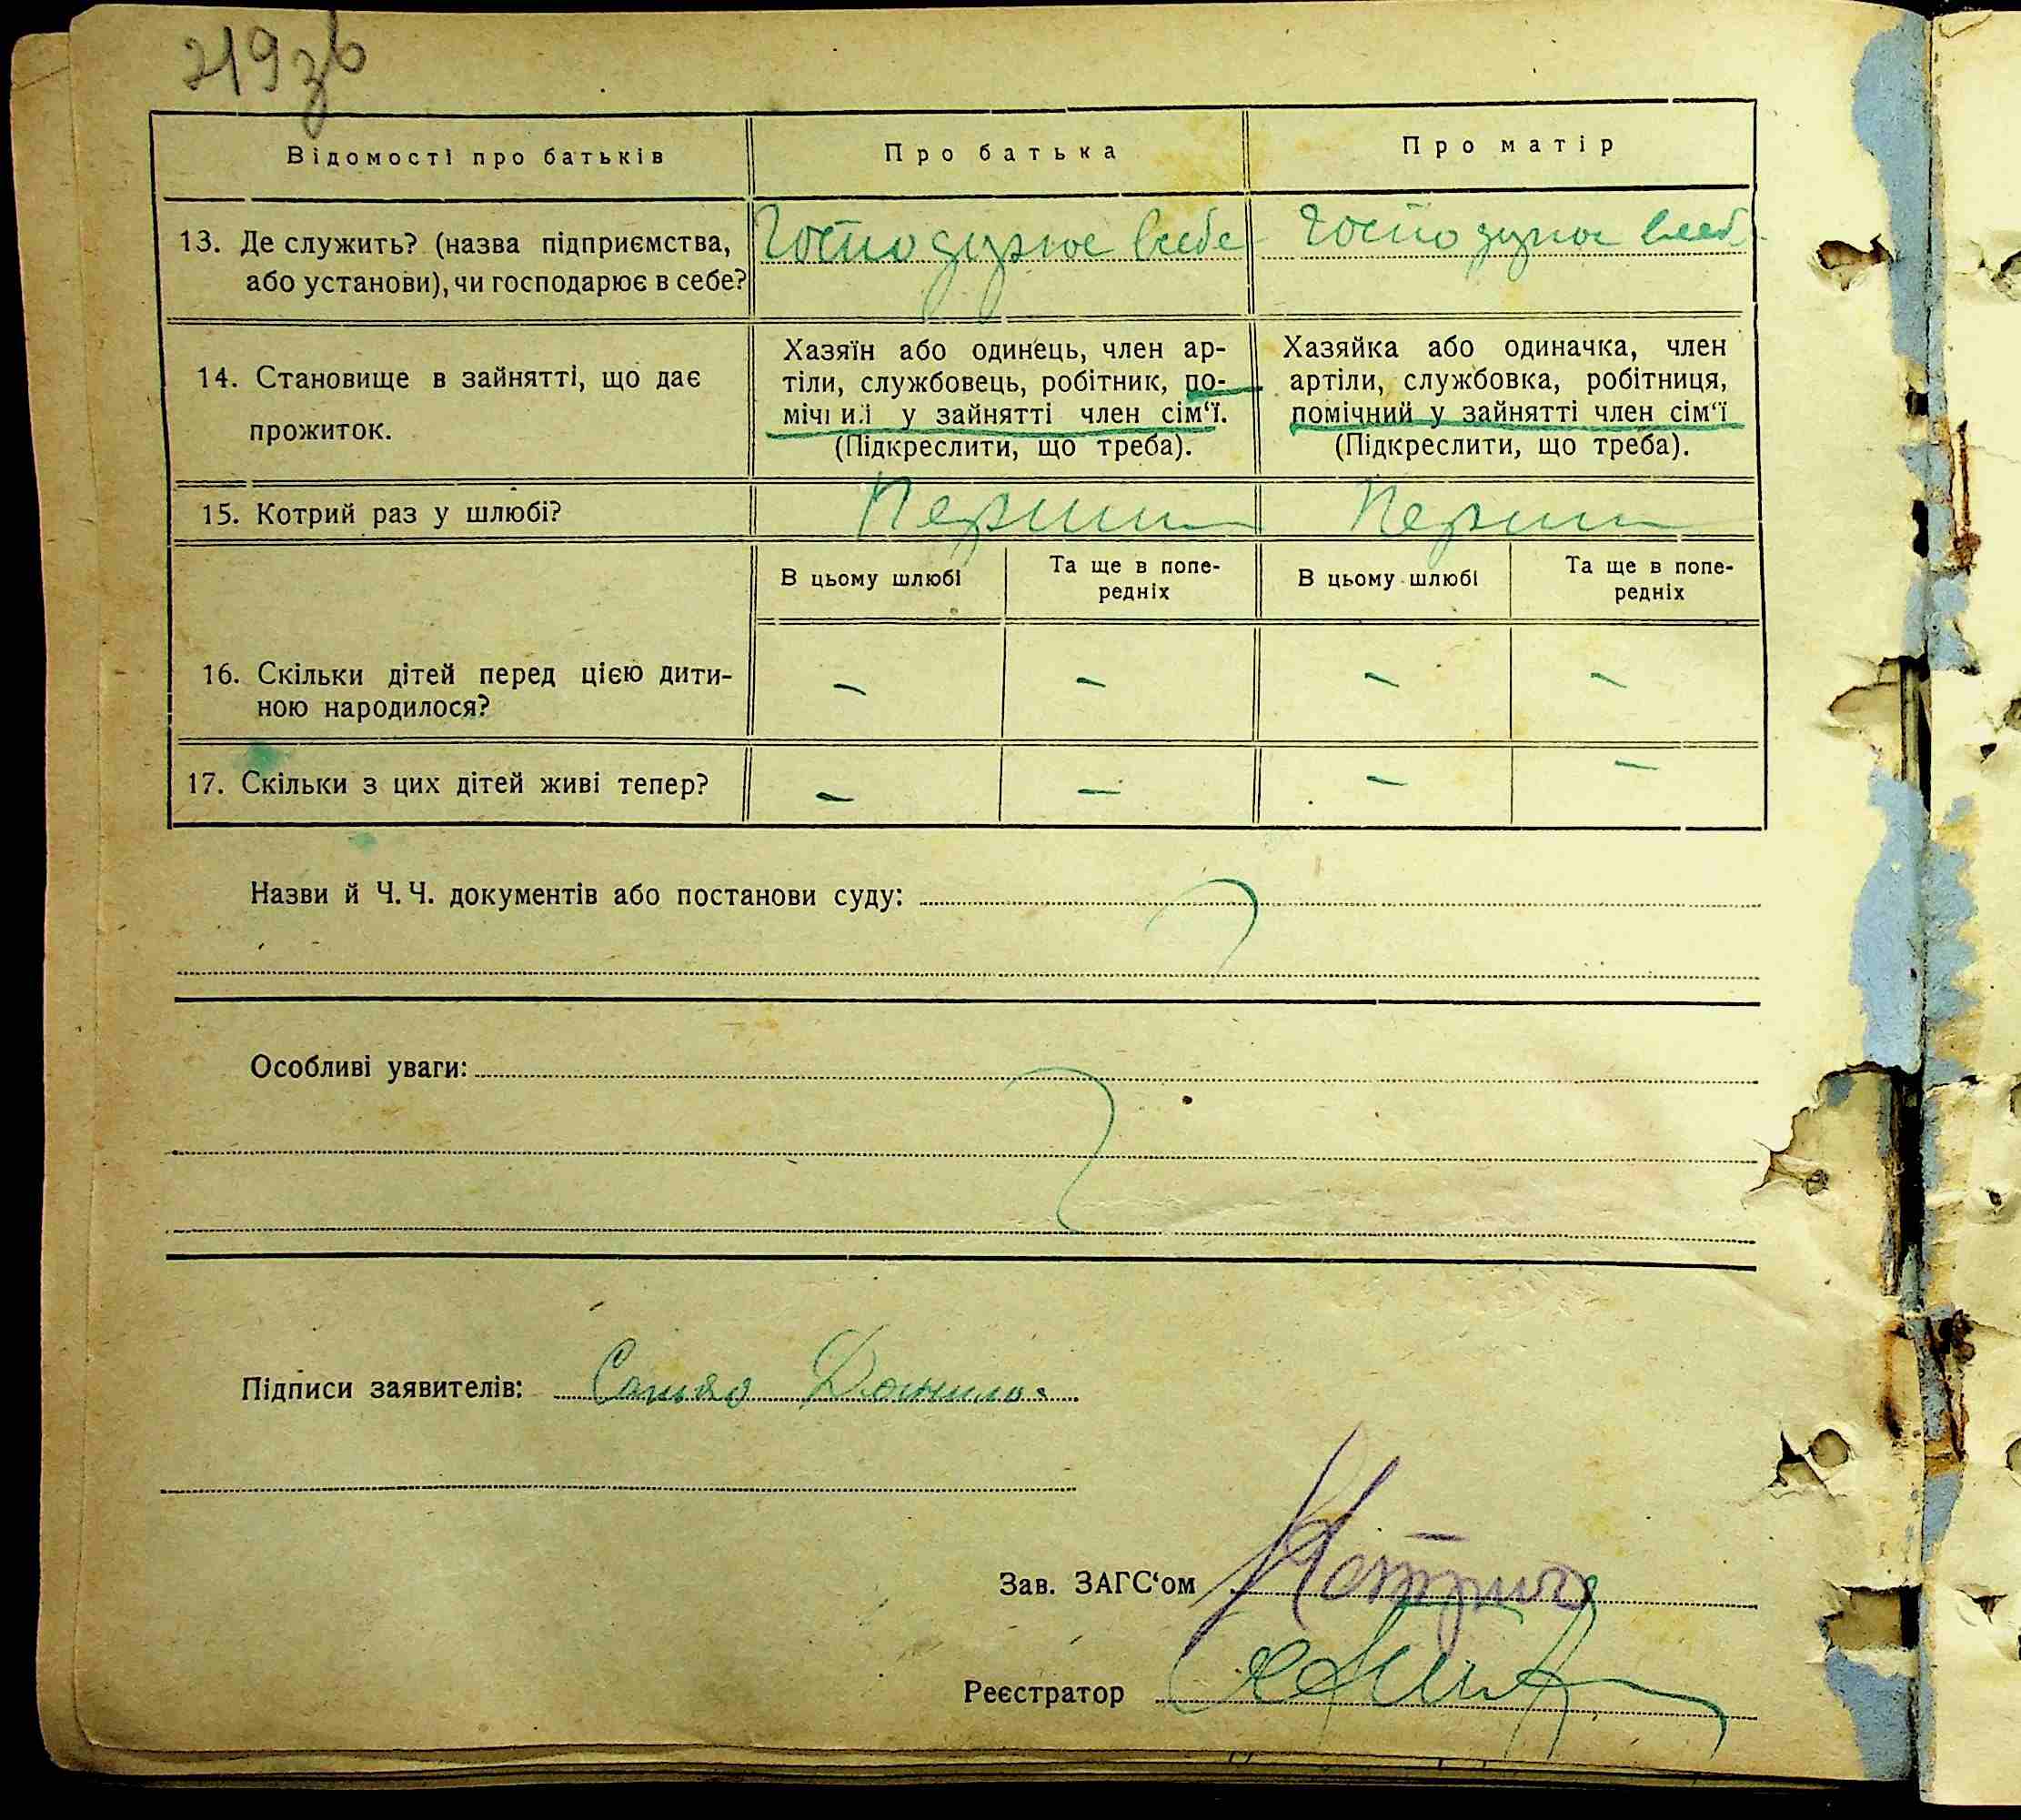 219зв
Відомості про батьків
Про батька
Про матір
13. Де служить? (назва підприємства,
або установи), чи господарює в себе?
14. Становище в зайнятті, що дає
прожиток.
Хазяїн або одинець, член ар-
тіли, службовець, робітник, по-
мічний у зайнятті член сім‘ї.
(Підкреслити, що треба).
Хазяйка або одиначка, член
артіли, службовка, робітниця,
помічний у зайнятті член сім‘ї
(Підкреслити, що треба).
15. Котрий раз у шлюбі?
Перший
Перший
В цьому шлюбі
Та ще в попе-
редніх
В цьому шлюбі
Та ще в попе-
редніх
16. Скільки дітей перед цією дити-
ною народилося?
– – – –
17. Скільки з цих дітей живі тепер?
– – – –
Назви й Ч. Ч. документів або постанови суду:
Особливі уваги:
Підписи заявителів:
Зав. ЗАГС‘ом
Реєстратор